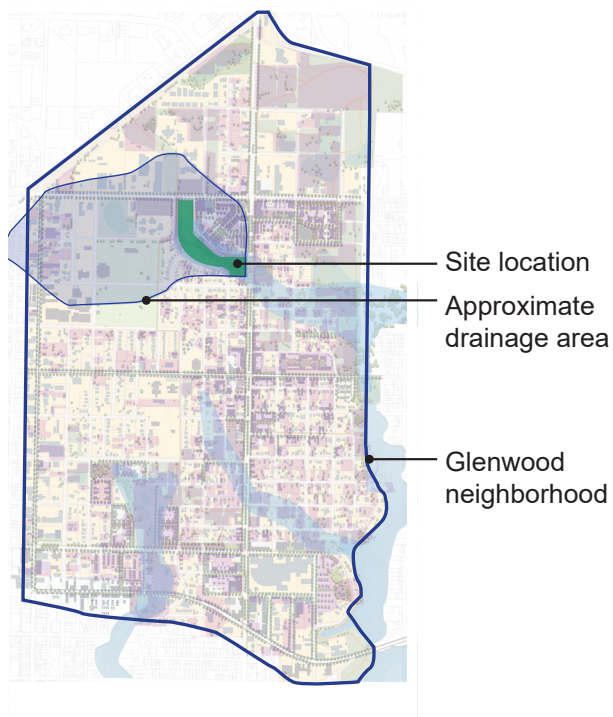 Site location
Approximate
drainage area
Glenwood
neighborhood